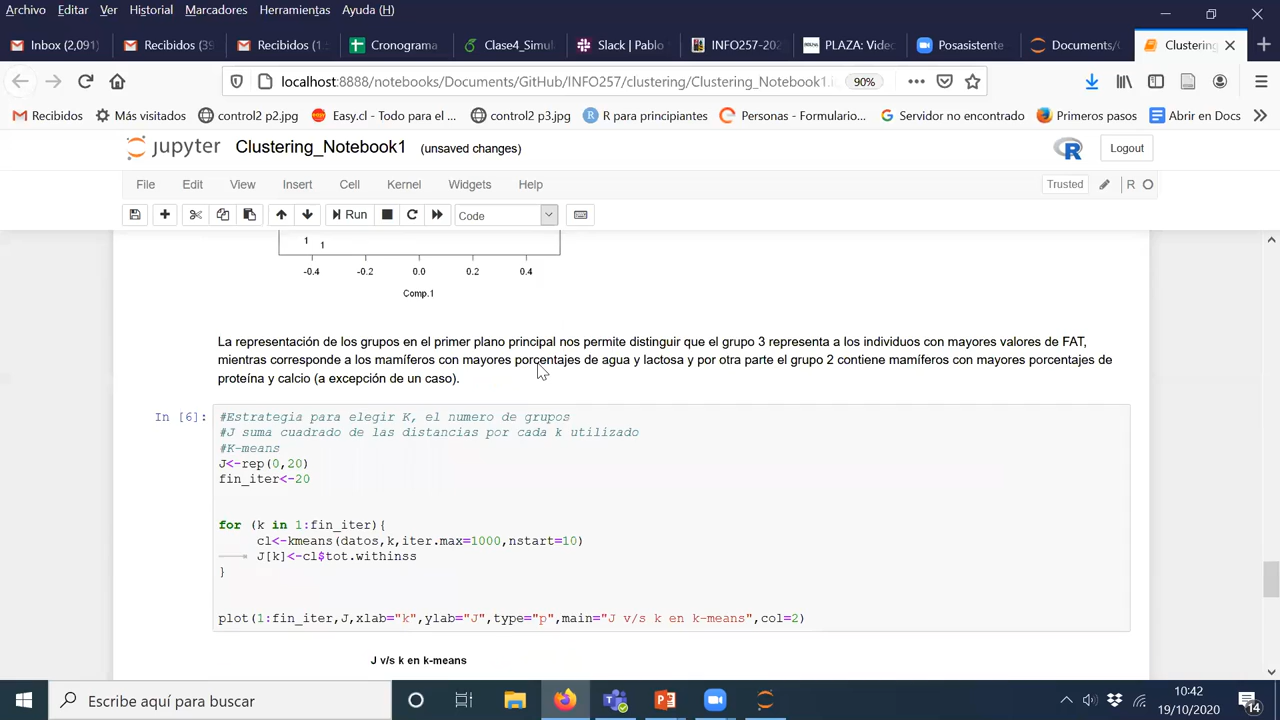 Archivo Editar Ver Historial Marcadores Herramientas Ayuda (H)
Inbox (2,091) Recibidos (39 Recibidos (1. Cronograma Clase4_Simul Slack | Pablo INFO257-202 PLAZA: Vide Posasistente Documents/ Clustering
localhost:8888/notebooks/Documents/GitHub/INFO257/clustering/Clustering_Notebook1.i 90%
Recibidos Más visitados control2 p2.jpg Easy.cl - Todo para el ... control2 p3.jpg R para principiantes Personas - Formulario... Servidor no encontrado Primeros pasos Abrir en Docs
jupyter Clustering_Notebook1 (unsaved changes) R Logout
File Edit View Insert Cell Kernel Widgets Help Trusted R
Run Code
1 1
-0.4 -0.2 0.0 0.2 0.4
Comp.1
La representación de los grupos en el primer plano principal nos permite distinguir que el grupo 3 representa a los individuos con mayores valores de FAT,
mientras corresponde a los mamíferos con mayores porcentajes de agua y lactosa y por otra parte el grupo 2 contiene mamíferos con mayores porcentajes de
proteína y calcio (a excepción de un caso).
In [6]: #Estrategia para elegir K, el numero de grupos
#J suma cuadrado de las distancias por cada k utilizado
#K-means
J<-rep(0,20)
fin_iter<-20
for (k in 1:fin_iter){
cl<-kmeans(datos,k,iter.max=1000,nstart=10)
J[k]<-cl$tot.withinss
}
plot(1:fin_iter,J,xlab="k",ylab="J",type="p",main="J v/s k en k-means",col=2)
J v/s k en k-means
Escribe aquí para buscar
10:42
19/10/2020
14